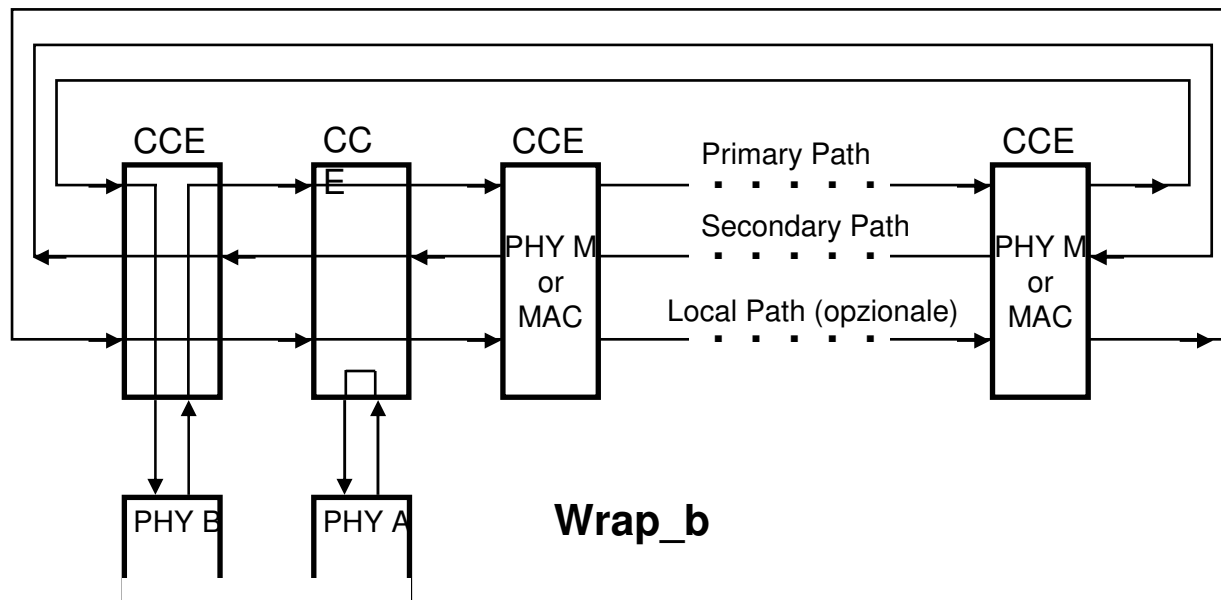 CCE
CC
E
CCE
CCE
Primary Path
Secondary Path
Local Path (opzionale)
PHY M
or
MAC
PHY M
or
MAC
PHY B
PHY A
Wrap_b